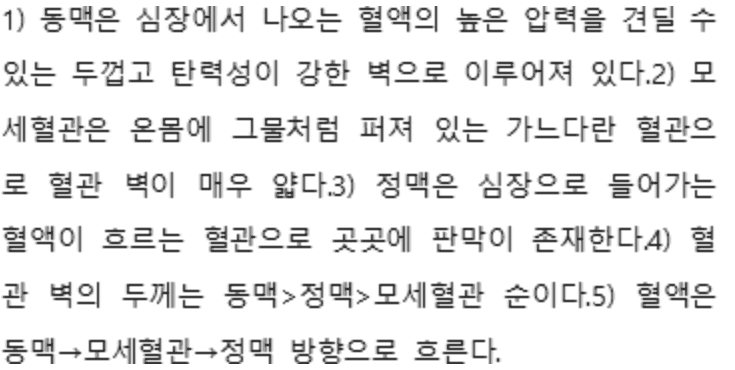 1) 동맥은 심장에서 나오는 혈액의 높은 압력을 견딜 수
있는 두껍고 탄력성이 강한 벽으로 이루어져 있다.2) 모
세혈관은 온몸에 그물처럼 퍼져 있는 가느다란 혈관으
로 혈관 벽이 매우 얇다.3) 정맥은 심장으로 들어가는
혈액이 흐르는 혈관으로 곳곳에 판막이 존재한다.4) 혈
관 벽의 두께는 동맥>정맥>모세혈관 순이다.5) 혈액은
동맥→모세혈관→정맥 방향으로 흐른다.